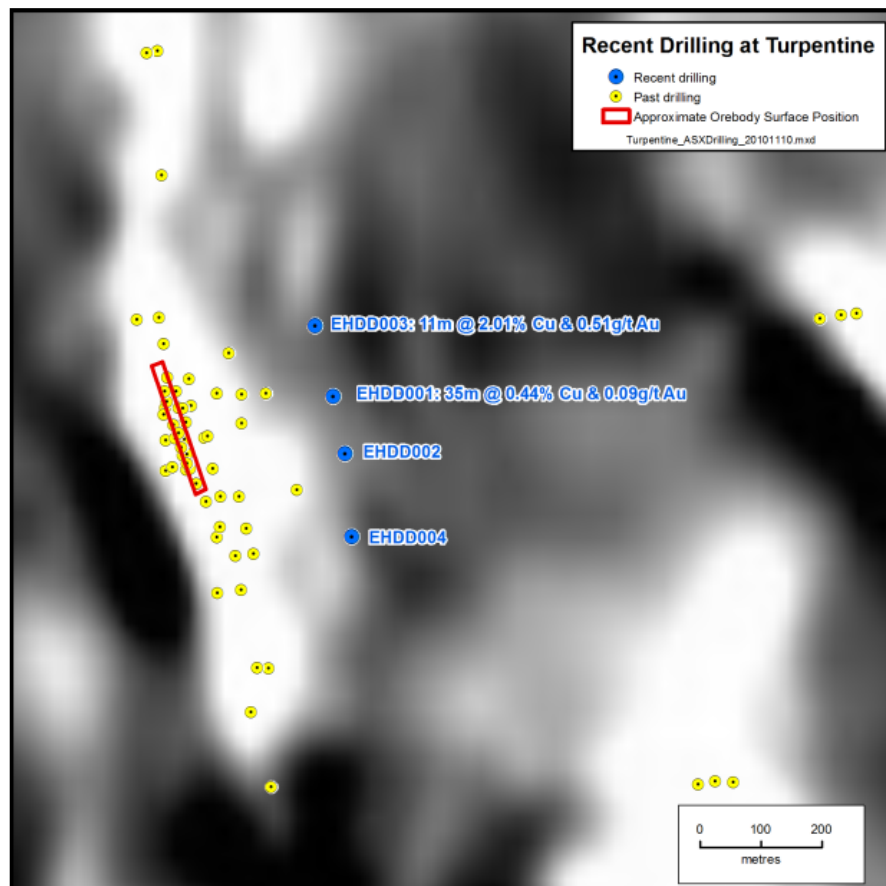 Recent Drilling at Turpentine
Recent drilling
Past drilling
Approximate Orebody Surface Position
Turpentine_ASXDrilling_20101110.mxd
EHDD003: 11m @ 2.01% Cu & 0.51g/t Au
EHDD001: 35m @ 0.44% Cu & 0.09g/t Au
EHDD002
EHDD004
0 100 200
metres